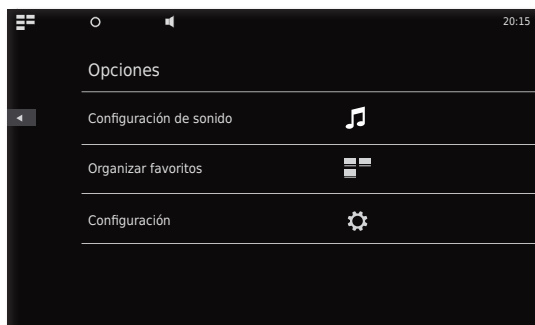 20:15
Opciones
Configuración de sonido
Organizar favoritos
Configuración